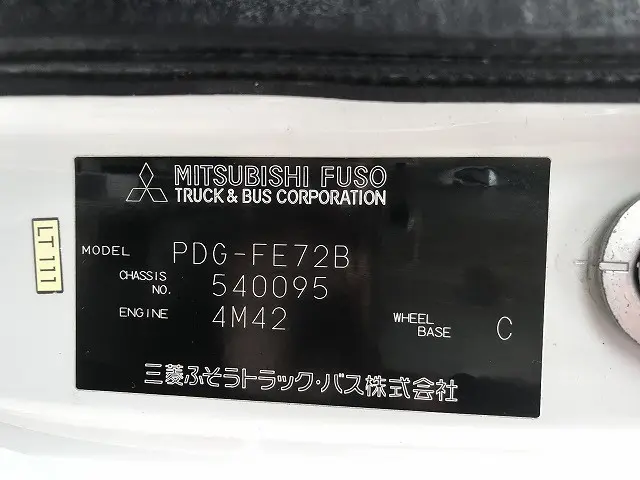 MITSUBISHI FUSO
TRUCK & BUS CORPORATION
LT111
MODEL PDG-FE72B
CHASSIS NO. 540095
ENGINE 4M42 WHEEL BASE C
三菱ふそうトラック・バス株式会社